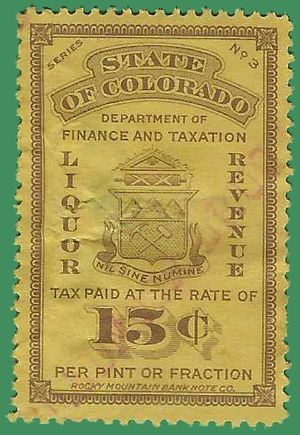 SERIES
No 3
STATE
OF COLORADO
DEPARTMENT OF
FINANCE AND TAXATION
LIQUOR
REVENUE
NIL SINE NUMINE
TAX PAID AT THE RATE OF
15¢
PER PINT OR FRACTION
ROCKY MOUNTAIN BANK NOTE CO.